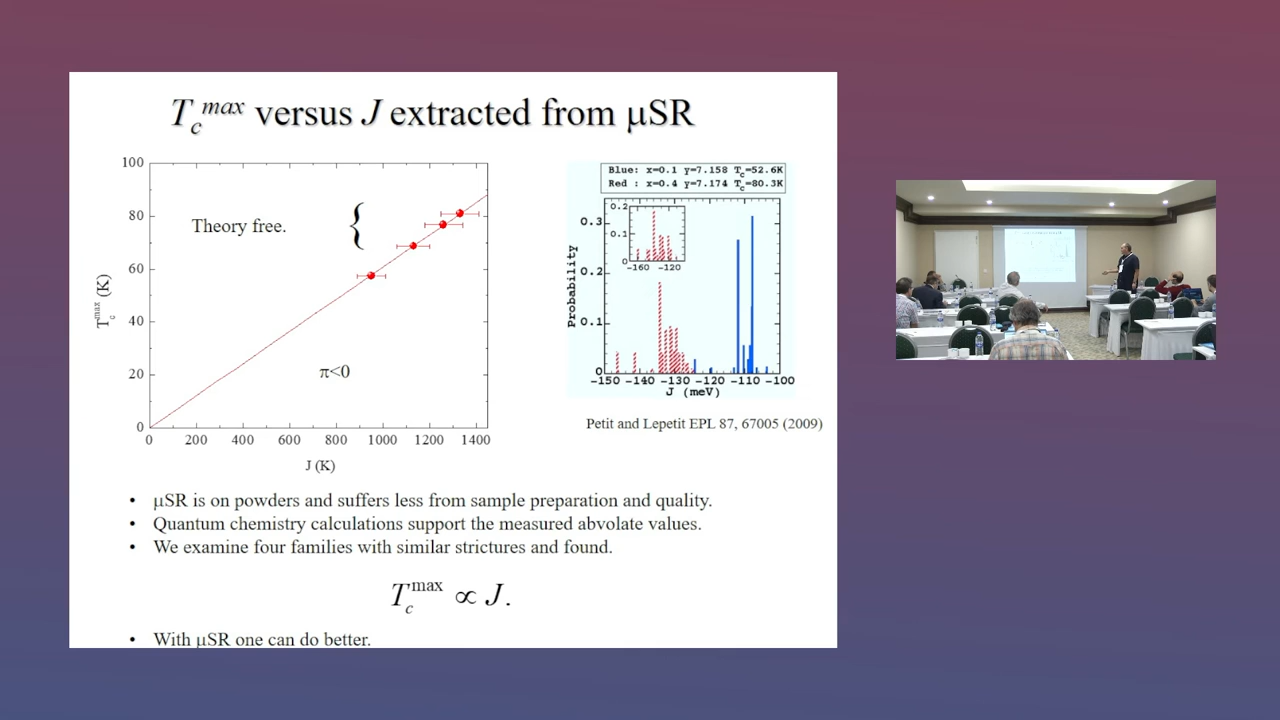 T_c^max versus J extracted from μSR
100
80
60
40
20
0
T_c^max (K)
Theory free.
{
π<0
0 200 400 600 800 1000 1200 1400
J (K)
Blue: x=0.1 y=7.158 T_c=52.6K
Red : x=0.4 y=7.174 T_c=80.3K
0.3
0.2
0.1
0
Probability
0.2
0.1
0
-160 -120
-150 -140 -130 -120 -110 -100
J (meV)
Petit and Lepetit EPL 87, 67005 (2009)
• μSR is on powders and suffers less from sample preparation and quality.
• Quantum chemistry calculations support the measured abvolate values.
• We examine four families with similar strictures and found.
T_c^max ∝ J.
• With μSR one can do better.